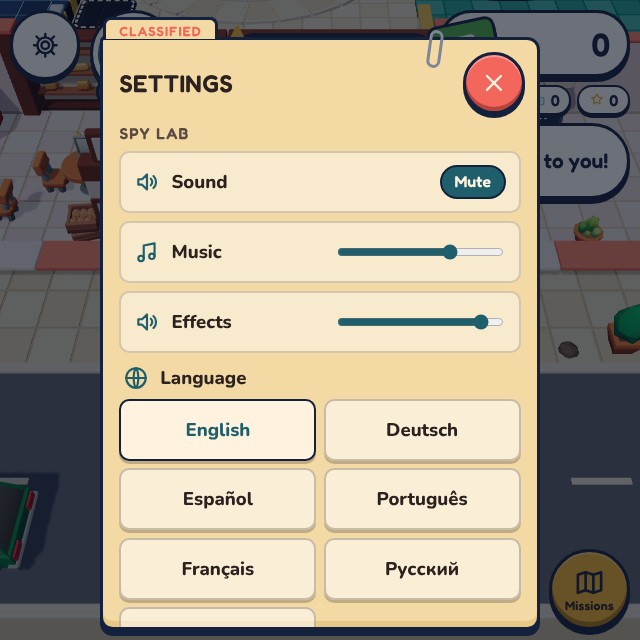 CLASSIFIED
SETTINGS
0
0
0
to you!
SPY LAB
Sound
Mute
Music
Effects
Language
English
Deutsch
Español
Português
Français
Русский
Missions